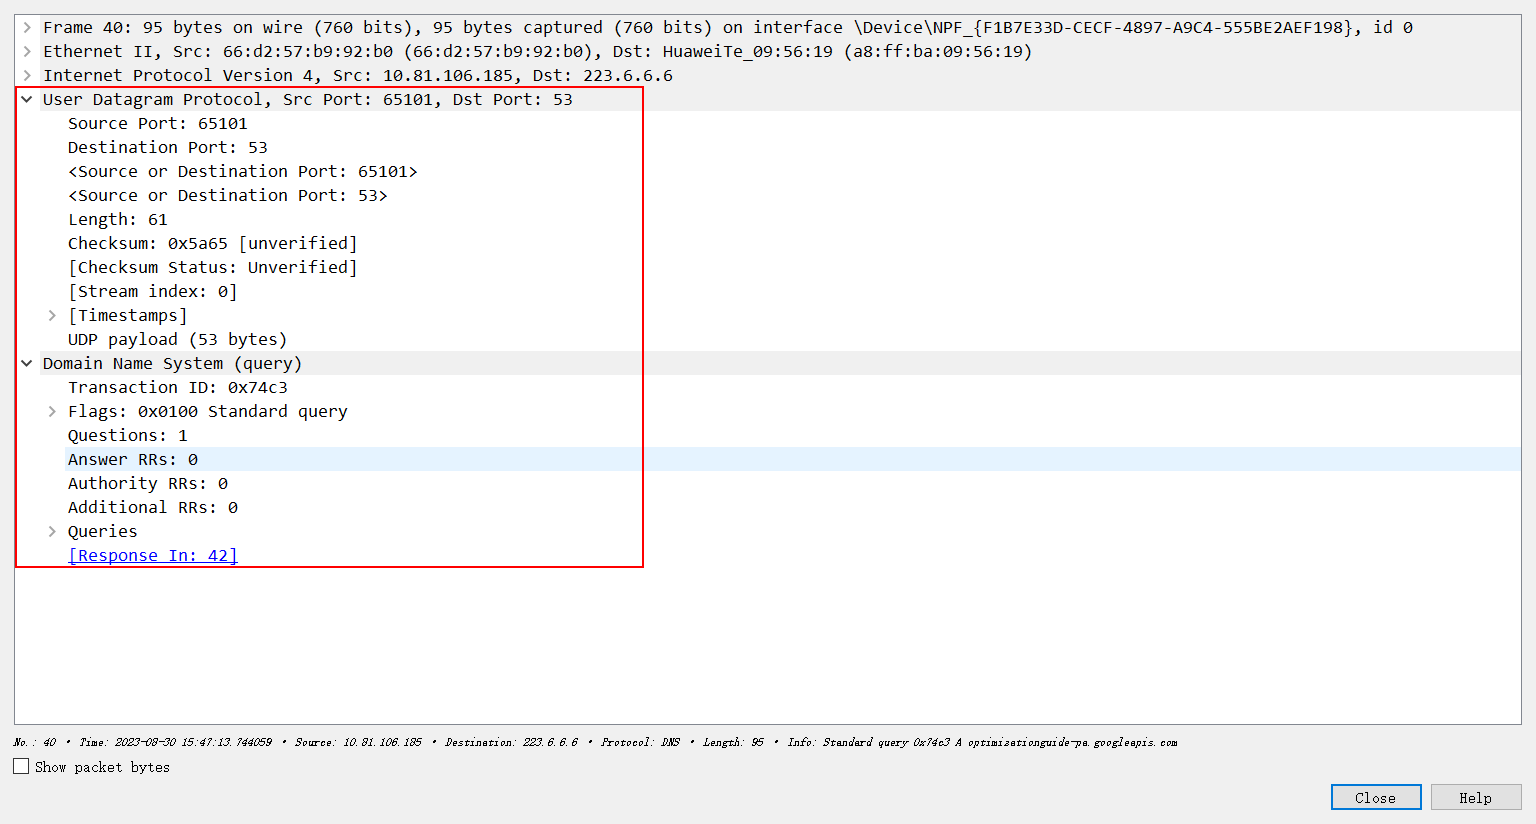 Frame 40: 95 bytes on wire (760 bits), 95 bytes captured (760 bits) on interface \Device\NPF_{F1B7E33D-CECF-4897-A9C4-555BE2AEF198}, id 0
Ethernet II, Src: 66:d2:57:b9:92:b0 (66:d2:57:b9:92:b0), Dst: HuaweiTe_09:56:19 (a8:ff:ba:09:56:19)
Internet Protocol Version 4, Src: 10.81.106.185, Dst: 223.6.6.6
User Datagram Protocol, Src Port: 65101, Dst Port: 53
Source Port: 65101
Destination Port: 53
<Source or Destination Port: 65101>
<Source or Destination Port: 53>
Length: 61
Checksum: 0x5a65 [unverified]
[Checksum Status: Unverified]
[Stream index: 0]
[Timestamps]
UDP payload (53 bytes)
Domain Name System (query)
Transaction ID: 0x74c3
Flags: 0x0100 Standard query
Questions: 1
Answer RRs: 0
Authority RRs: 0
Additional RRs: 0
Queries
[Response In: 42]
No.: 40 · Time: 2023-08-30 15:47:13.744059 · Source: 10.81.106.185 · Destination: 223.6.6.6 · Protocol: DNS · Length: 95 · Info: Standard query 0x74c3 A optimizationguide-pa.googleapis.com
Show packet bytes
Close
Help